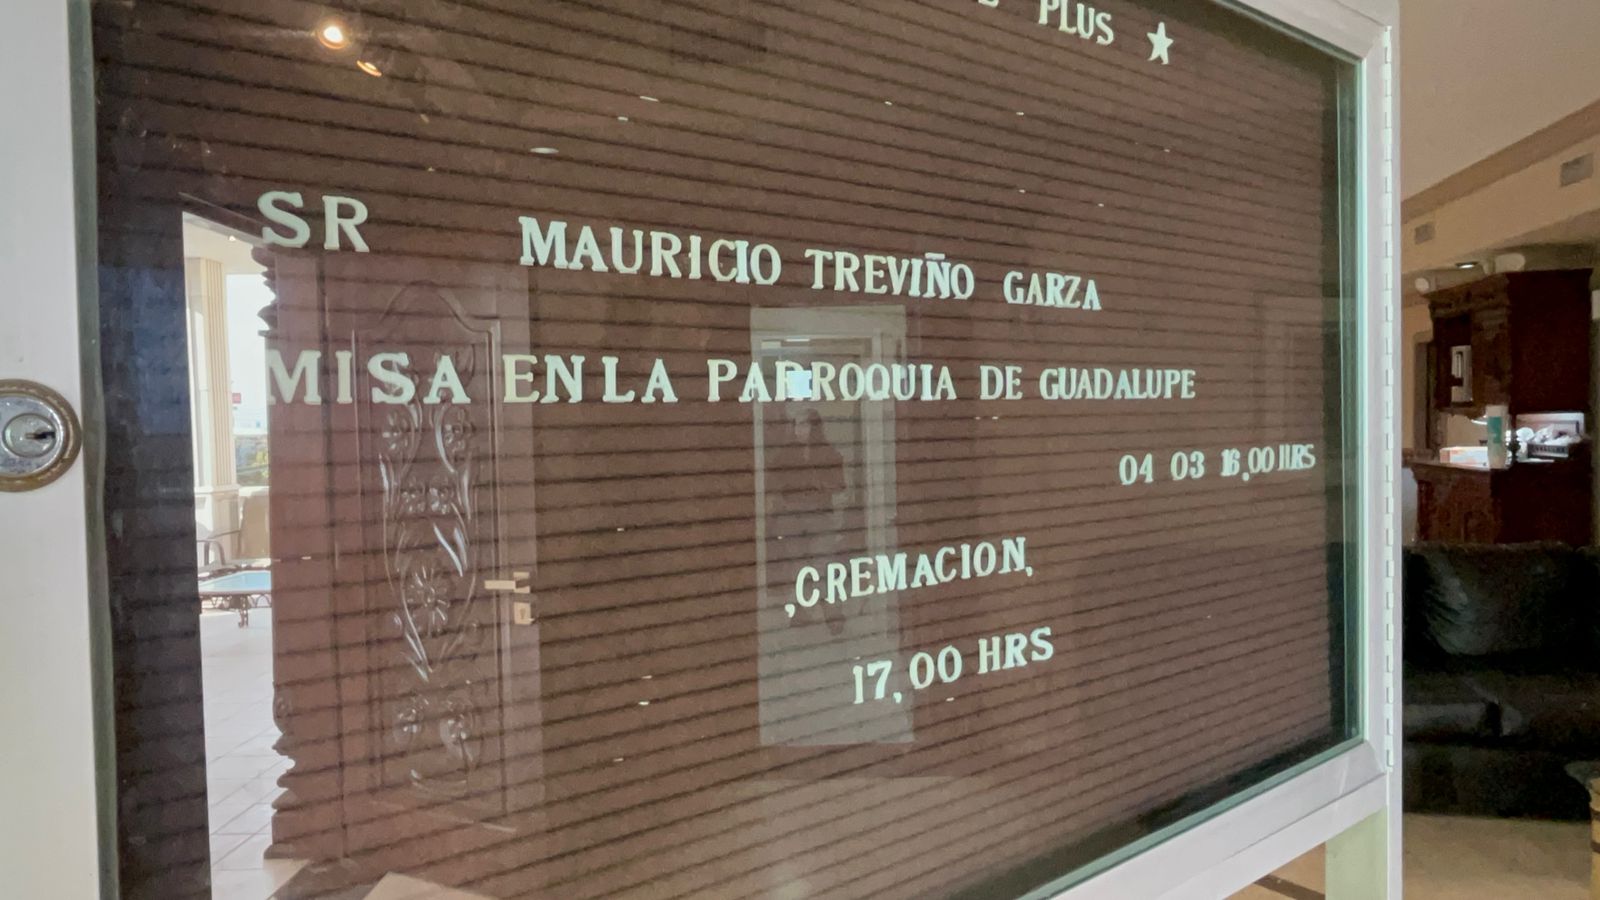 PLUS ★
SR MAURICIO TREVIÑO GARZA
MISA EN LA PARROQUIA DE GUADALUPE
04 03 16,00 HRS
,CREMACION,
17,00 HRS